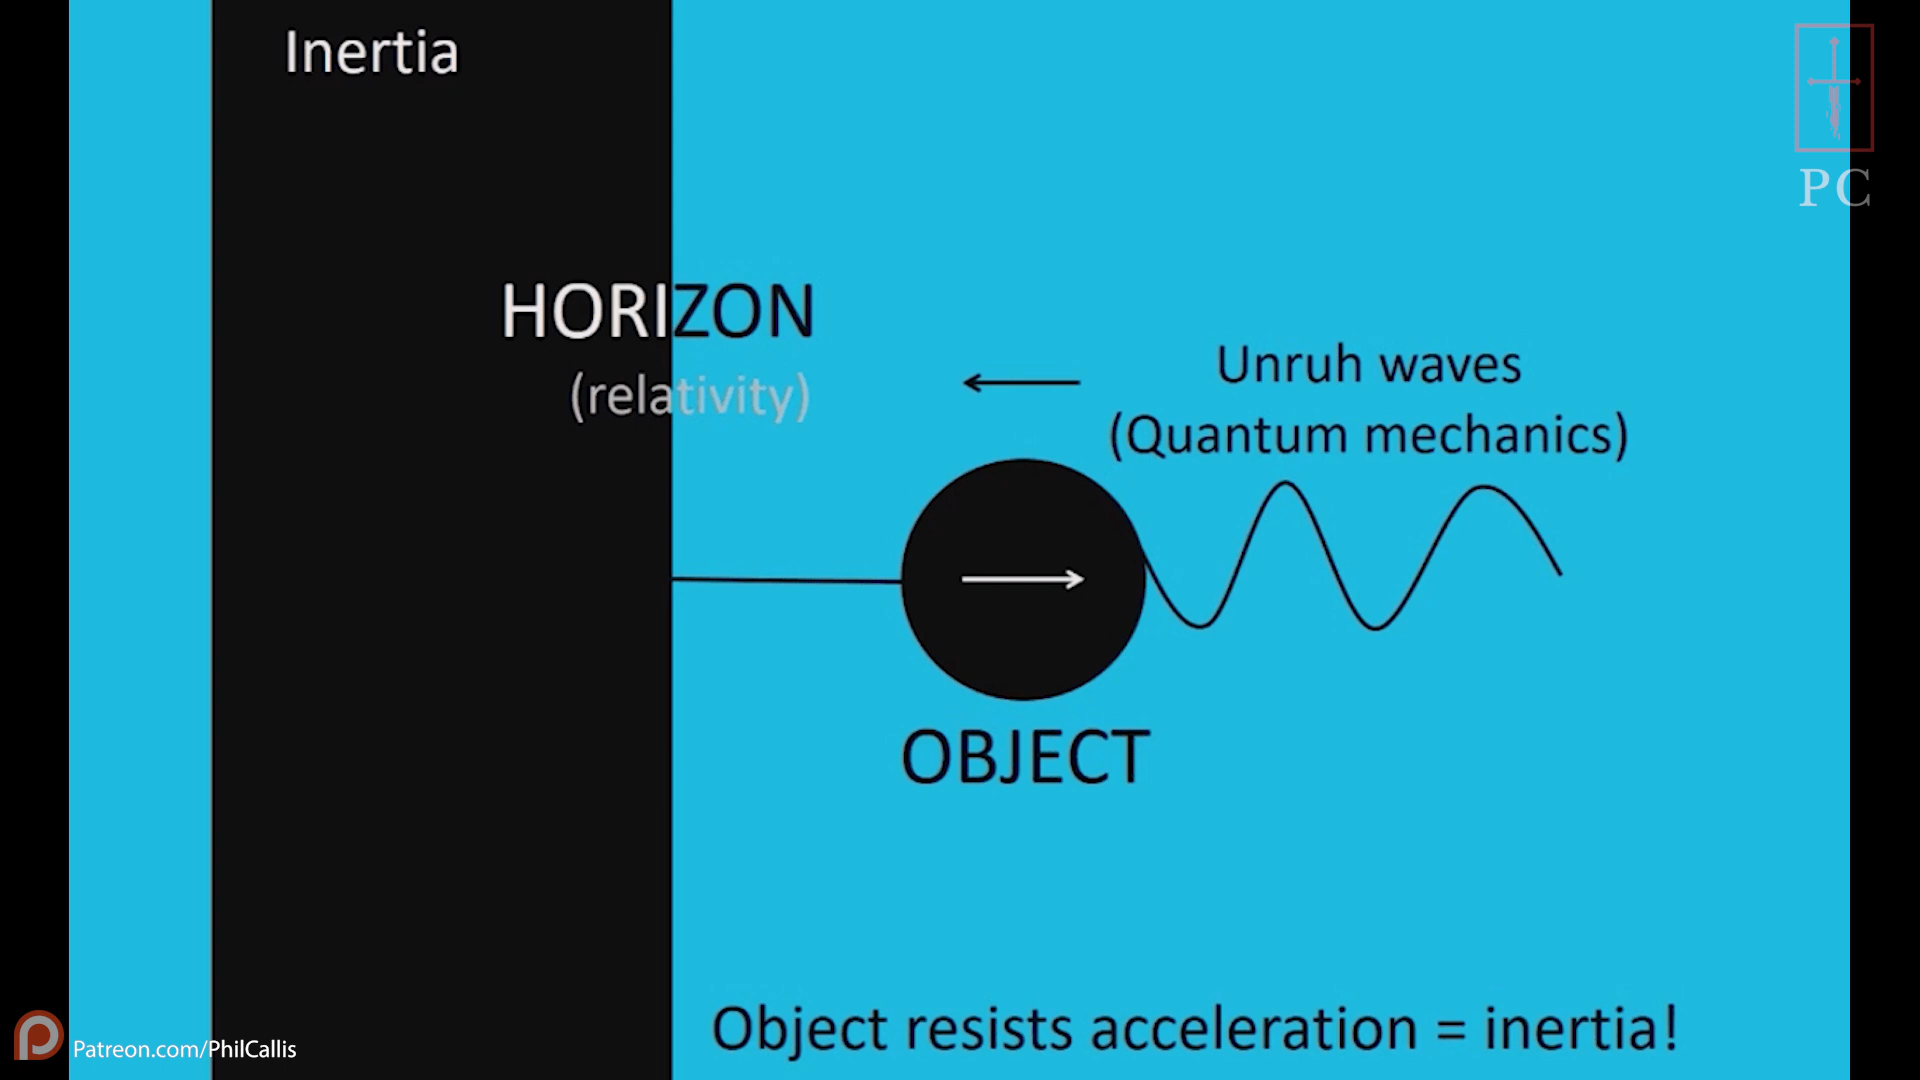 Inertia
PC
HORIZON
(relativity)
Unruh waves
(Quantum mechanics)
OBJECT
Object resists acceleration = inertia!
Patreon.com/PhilCallis